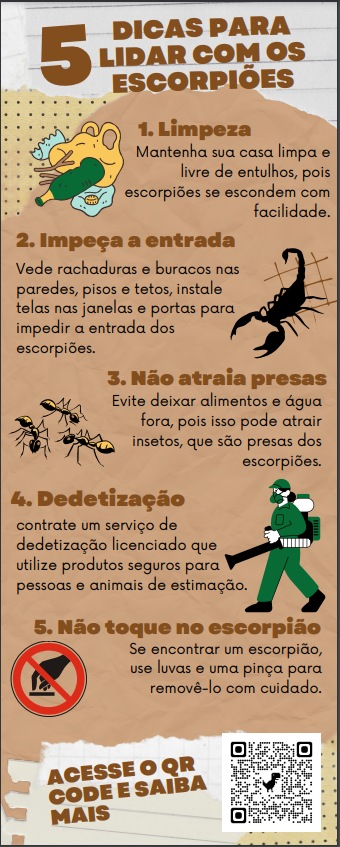 5 DICAS PARA
LIDAR COM OS
ESCORPIÕES
1. Limpeza
Mantenha sua casa limpa e
livre de entulhos, pois
escorpiões se escondem com
facilidade.
2. Impeça a entrada
Vede rachaduras e buracos nas
paredes, pisos e tetos, instale
telas nas janelas e portas para
impedir a entrada dos
escorpiões.
3. Não atraia presas
Evite deixar alimentos e água
fora, pois isso pode atrair
insetos, que são presas dos
escorpiões.
4. Dedetização
contrate um serviço de
dedetização licenciado que
utilize produtos seguros para
pessoas e animais de estimação.
5. Não toque no escorpião
Se encontrar um escorpião,
use luvas e uma pinça para
removê-lo com cuidado.
ACESSE O QR
CODE E SAIBA
MAIS